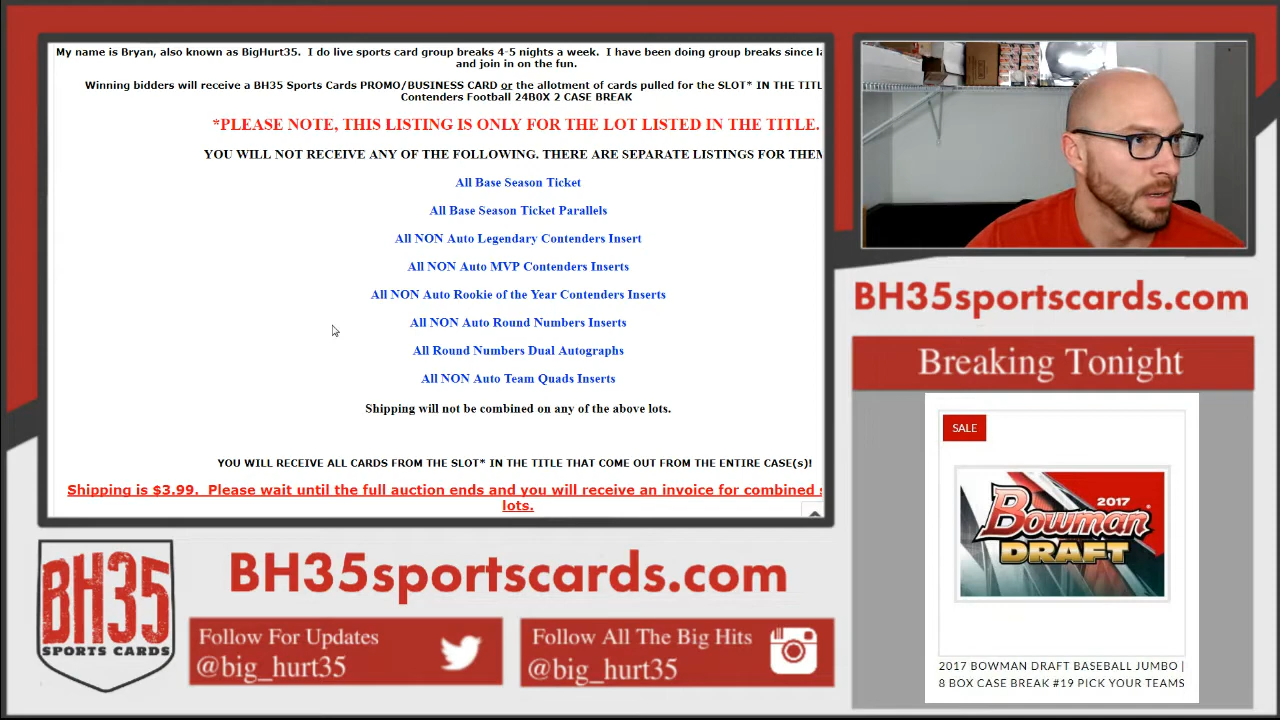 My name is Bryan, also known as BigHurt35. I do live sports card group breaks 4-5 nights a week. I have been doing group breaks since
and join in on the fun.
Winning bidders will receive a BH35 Sports Cards PROMO/BUSINESS CARD or the allotment of cards pulled for the SLOT* IN THE
Contenders Football 24B0X 2 CASE BREAK
*PLEASE NOTE, THIS LISTING IS ONLY FOR THE LOT LISTED IN THE TITLE.
YOU WILL NOT RECEIVE ANY OF THE FOLLOWING. THERE ARE SEPARATE LISTINGS FOR
All Base Season Ticket
All Base Season Ticket Parallels
All NON Auto Legendary Contenders Insert
All NON Auto MVP Contenders Inserts
All NON Auto Rookie of the Year Contenders Inserts
All NON Auto Round Numbers Inserts
All Round Numbers Dual Autographs
All NON Auto Team Quads Inserts
Shipping will not be combined on any of the above lots.
YOU WILL RECEIVE ALL CARDS FROM THE SLOT* IN THE TITLE THAT COME OUT FROM THE ENTIRE CASE(s)!
Shipping is $3.99. Please wait until the full auction ends and you will receive an invoice for combined
lots.
BH35sportscards.com
Breaking Tonight
SALE
2017
Bowman
DRAFT
2017 BOWMAN DRAFT BASEBALL JUMBO |
8 BOX CASE BREAK #19 PICK YOUR TEAMS
BH35
SPORTS CARDS
BH35sportscards.com
Follow For Updates
@big_hurt35
Follow All The Big Hits
@big_hurt35